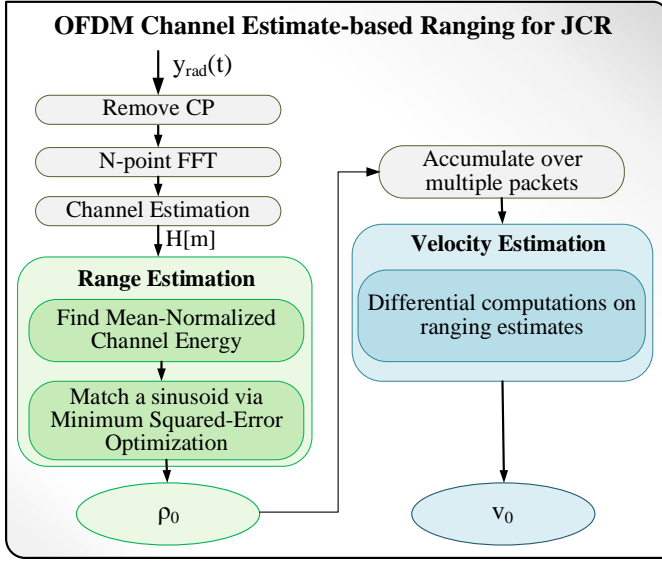 OFDM Channel Estimate-based Ranging for JCR
y_rad(t)
Remove CP
N-point FFT
Channel Estimation
H[m]
Range Estimation
Find Mean-Normalized
Channel Energy
Match a sinusoid via
Minimum Squared-Error
Optimization
ρ₀
Accumulate over
multiple packets
Velocity Estimation
Differential computations on
ranging estimates
v₀